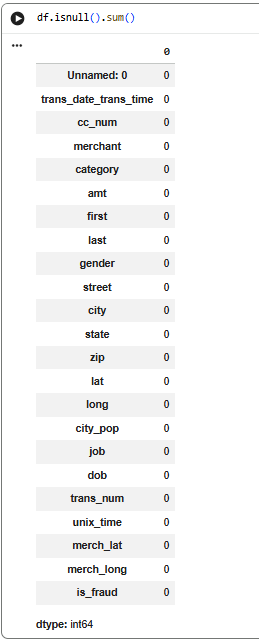 df.isnull().sum()
...
0
Unnamed: 0 0
trans_date_trans_time 0
cc_num 0
merchant 0
category 0
amt 0
first 0
last 0
gender 0
street 0
city 0
state 0
zip 0
lat 0
long 0
city_pop 0
job 0
dob 0
trans_num 0
unix_time 0
merch_lat 0
merch_long 0
is_fraud 0
dtype: int64